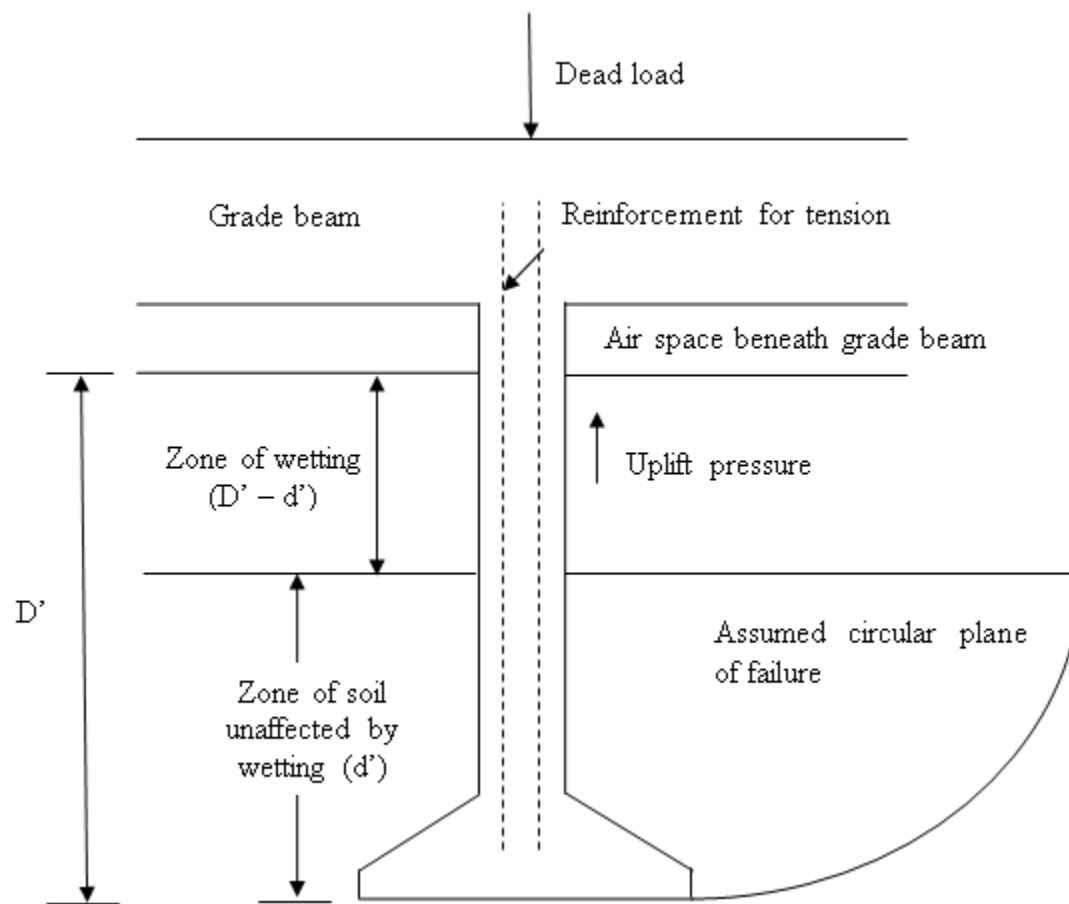 Dead load
Grade beam
Reinforcement for tension
Air space beneath grade beam
Zone of wetting
(D’ – d’)
Uplift pressure
D’
Assumed circular plane
of failure
Zone of soil
unaffected by
wetting (d’)